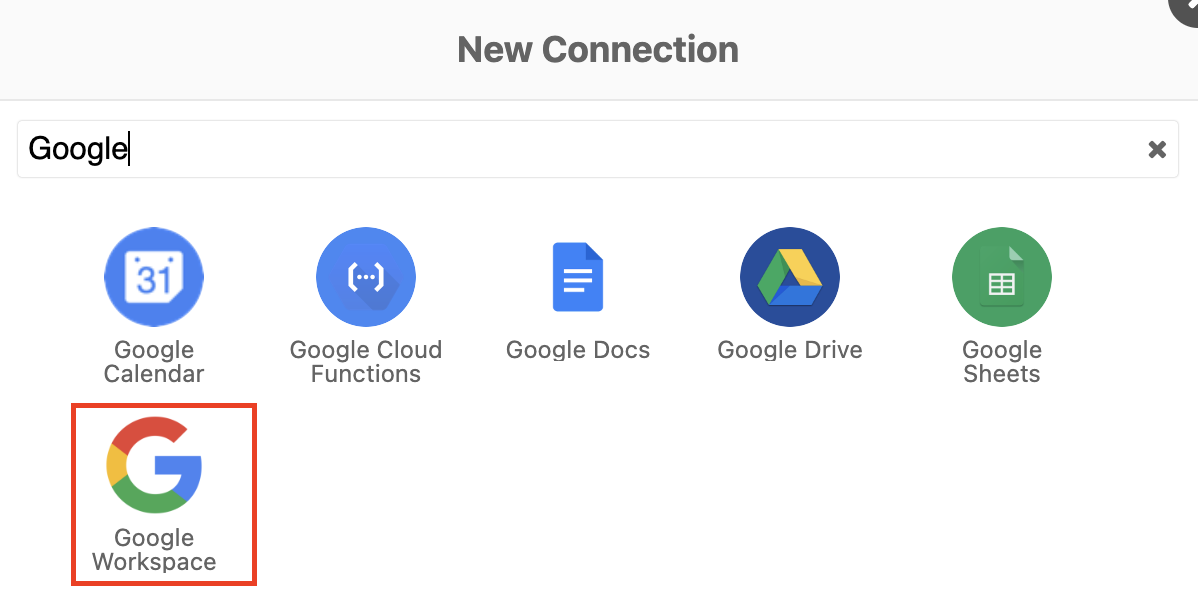 New Connection
Google
31
Google
Calendar
Google Cloud
Functions
Google Docs
Google Drive
Google
Sheets
Google
Workspace